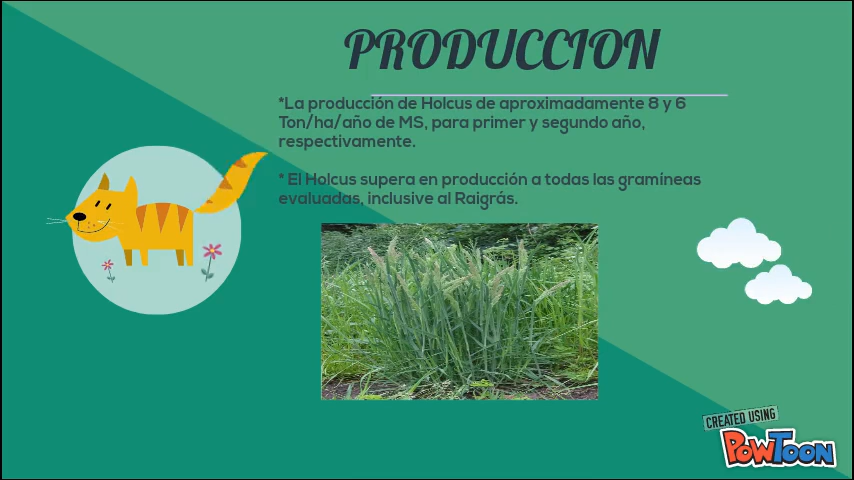 PRODUCCION
*La producción de Holcus de aproximadamente 8 y 6
Ton/ha/año de MS, para primer y segundo año,
respectivamente.
* El Holcus supera en producción a todas las gramíneas
evaluadas, inclusive al Raigrás.
CREATED USING
POWTOON